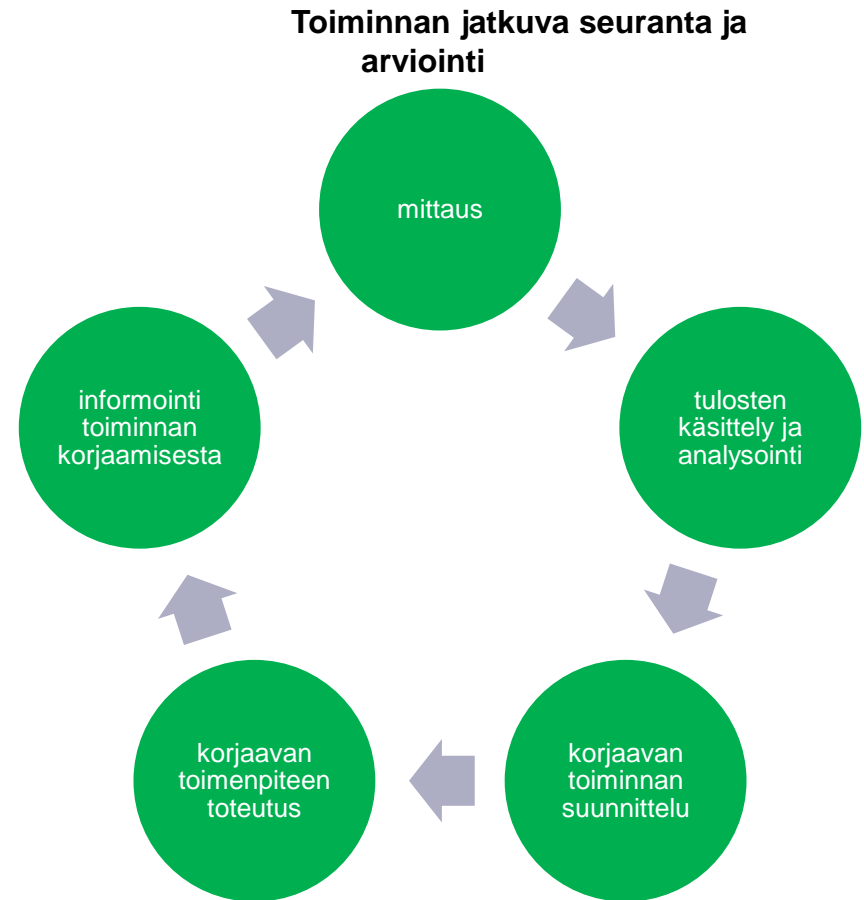 Toiminnan jatkuva seuranta ja
arviointi
mittaus
tulosten
käsittely ja
analysointi
korjaavan
toiminnan
suunnittelu
korjaavan
toimenpiteen
toteutus
informointi
toiminnan
korjaamisesta